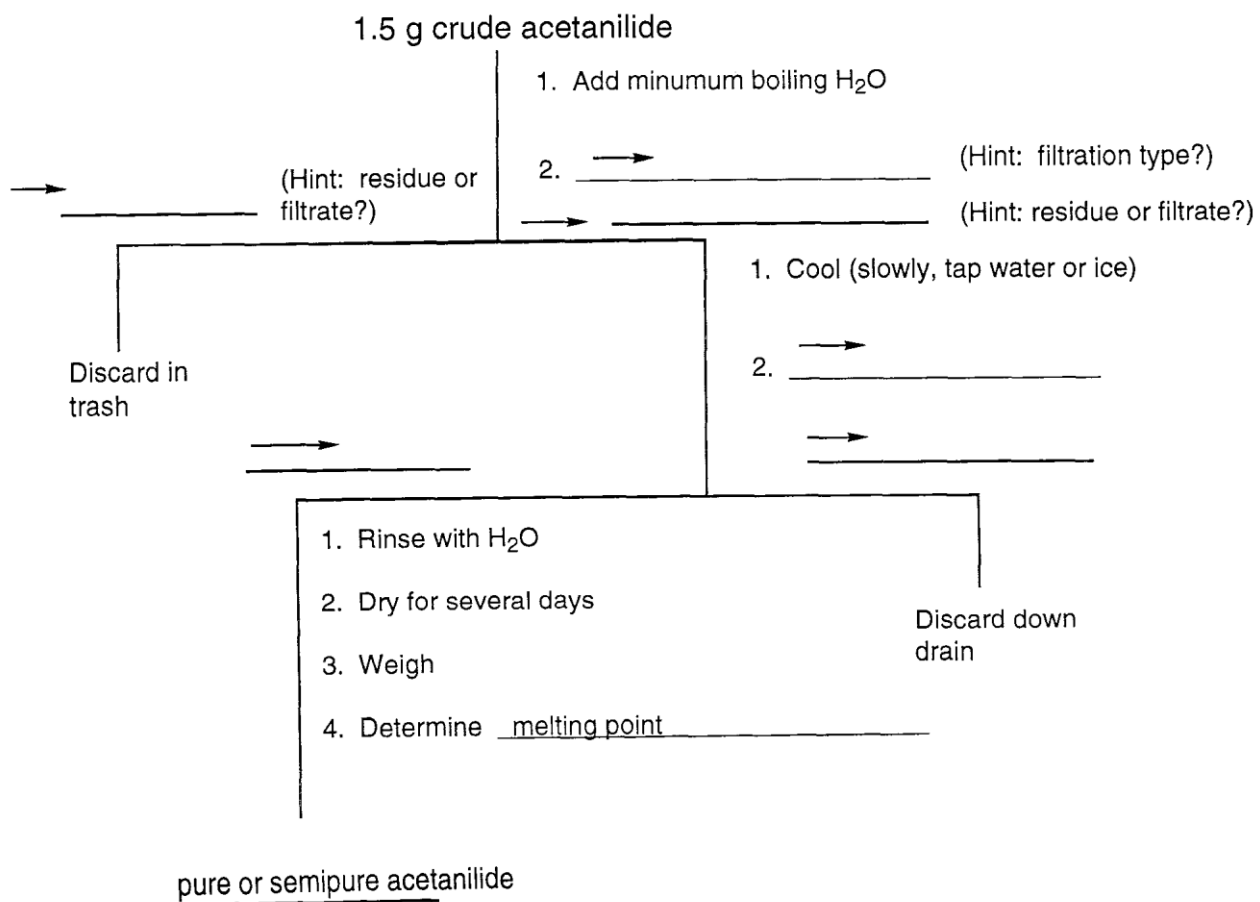 1.5 g crude acetanilide
1. Add minumum boiling H₂O
2.
(Hint: filtration type?)
(Hint: residue or
filtrate?)
(Hint: residue or filtrate?)
1. Cool (slowly, tap water or ice)
Discard in
trash
2.
1. Rinse with H₂O
2. Dry for several days
3. Weigh
4. Determine melting point
Discard down
drain
pure or semipure acetanilide